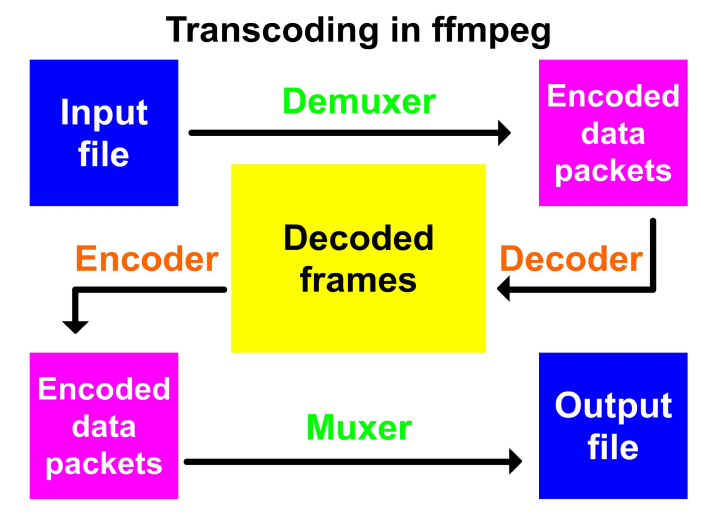 Transcoding in ffmpeg
Input
file
Demuxer
Encoded
data
packets
Decoder
Decoded
frames
Encoder
Encoded
data
packets
Muxer
Output
file